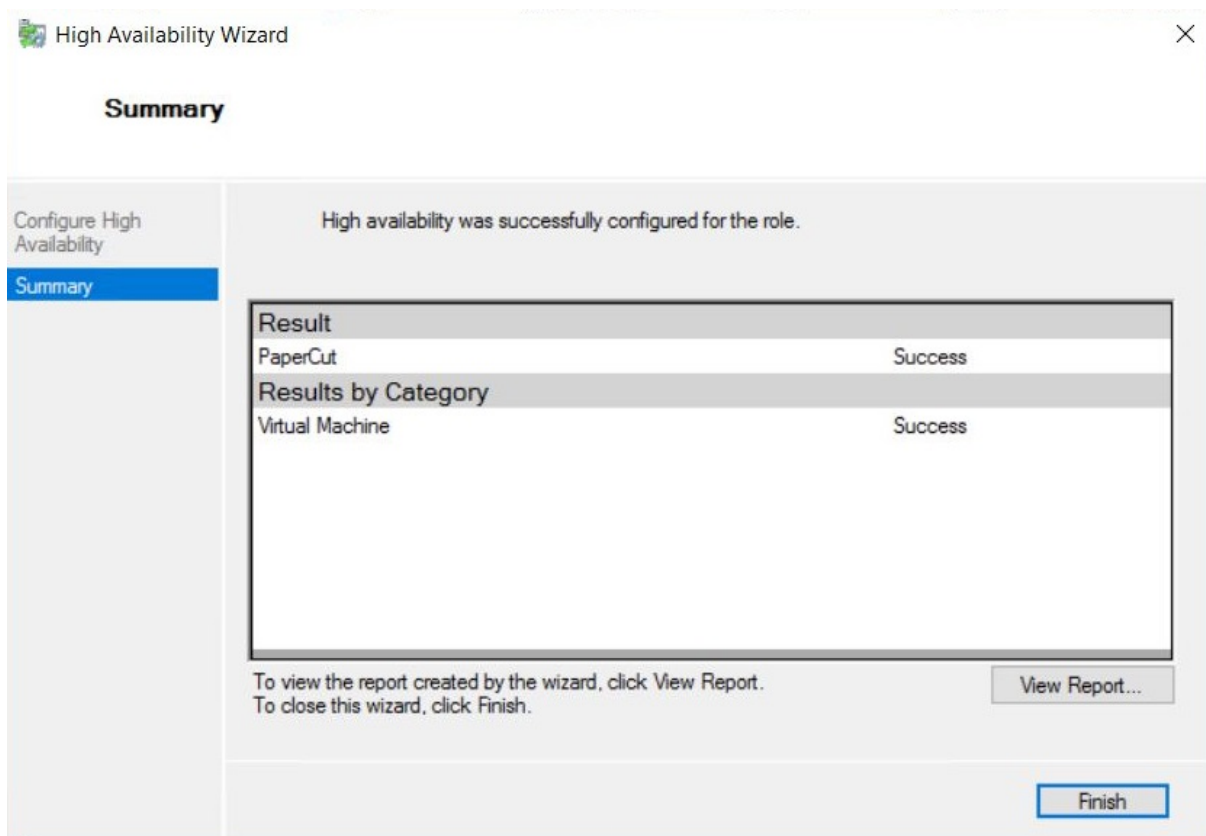 High Availability Wizard
Summary
Configure High
Availability
Summary
High availability was successfully configured for the role.
Result
PaperCut Success
Results by Category
Virtual Machine Success
To view the report created by the wizard, click View Report.
To close this wizard, click Finish.
View Report...
Finish